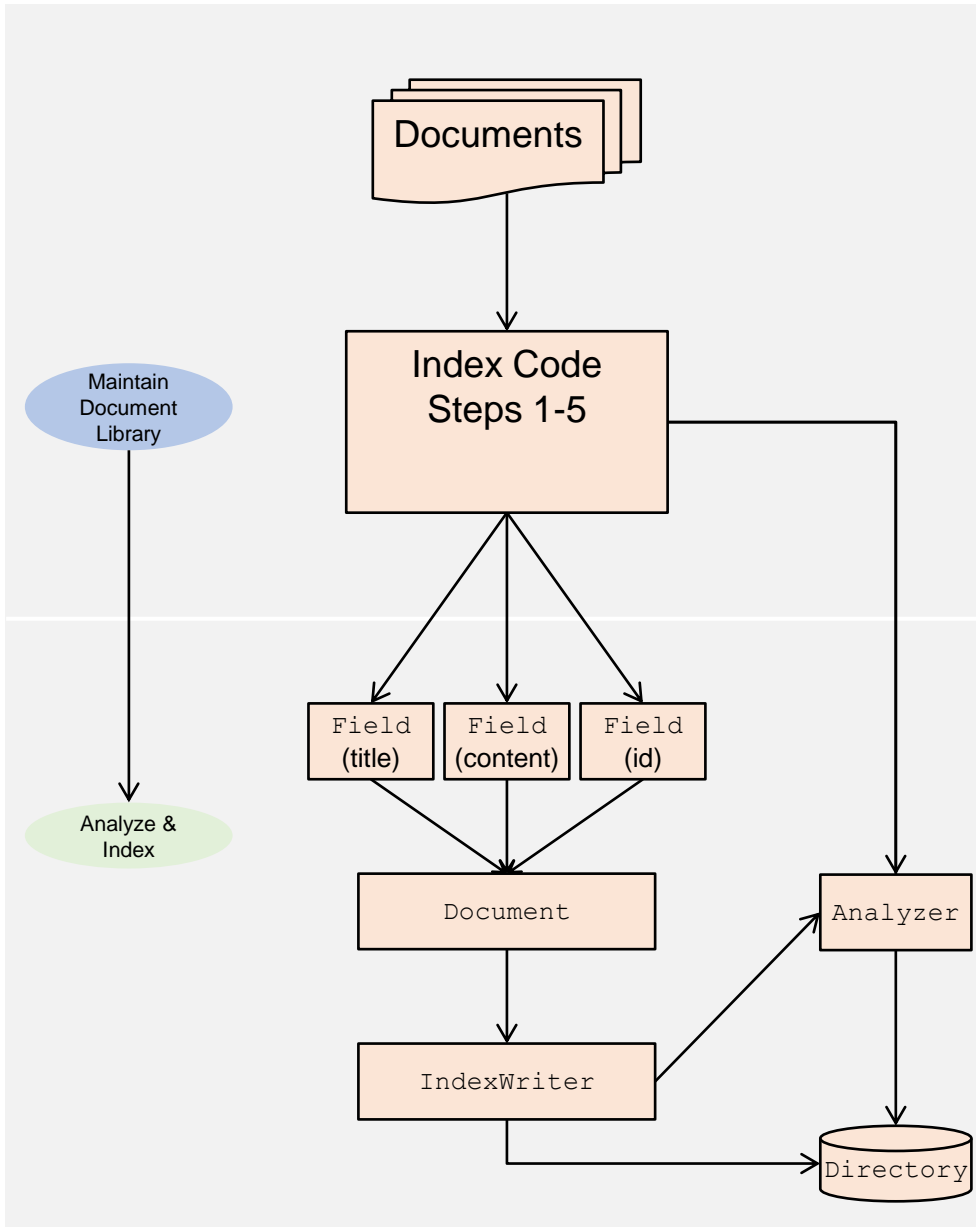 Documents
Index Code
Steps 1-5
Maintain
Document
Library
Field
(title)
Field
(content)
Field
(id)
Analyze &
Index
Document
Analyzer
IndexWriter
Directory